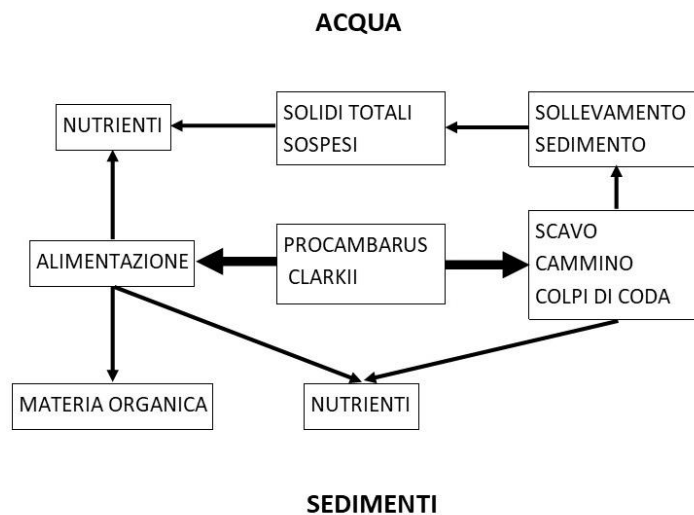 ACQUA
NUTRIENTI
SOLIDI TOTALI
SOSPESI
SOLLEVAMENTO
SEDIMENTO
ALIMENTAZIONE
PROCAMBARUS
CLARKII
SCAVO
CAMMINO
COLPI DI CODA
MATERIA ORGANICA
NUTRIENTI
SEDIMENTI